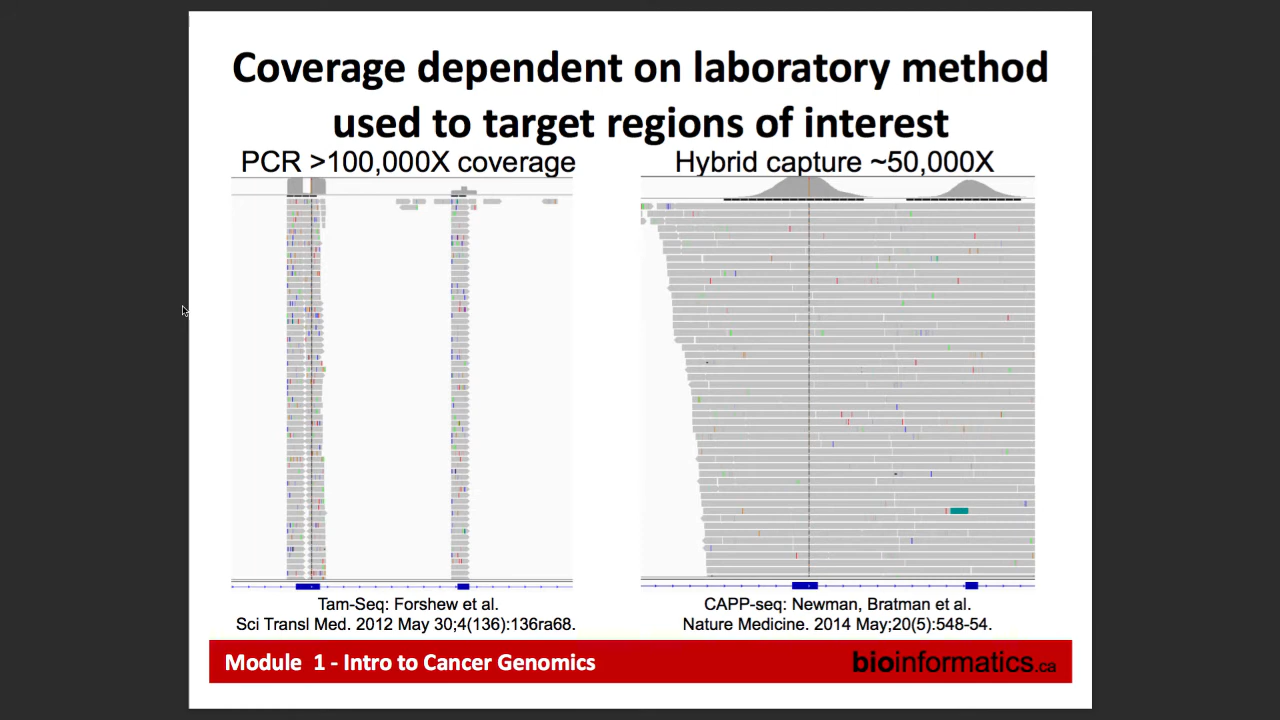 Coverage dependent on laboratory method
used to target regions of interest
PCR >100,000X coverage
Hybrid capture ~50,000X
Tam-Seq: Forshew et al.
Sci Transl Med. 2012 May 30;4(136):136ra68.
CAPP-seq: Newman, Bratman et al.
Nature Medicine. 2014 May;20(5):548-54.
Module 1 - Intro to Cancer Genomics
bioinformatics.ca